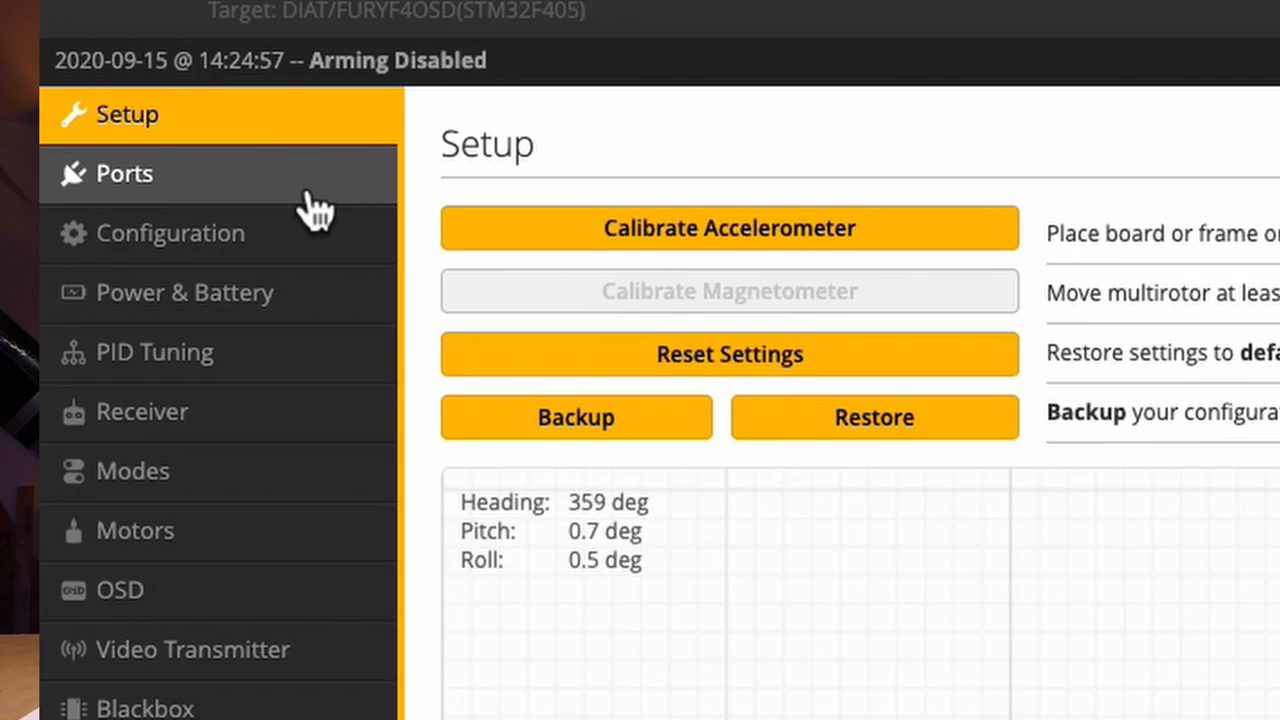 Target: DIAT/FURYF4OSD(STM32F405)
2020-09-15 @ 14:24:57 -- Arming Disabled
Setup
Ports
Configuration
Power & Battery
PID Tuning
Receiver
Modes
Motors
OSD
OSD
Video Transmitter
Blackbox
Setup
Calibrate Accelerometer
Place board or frame o
Calibrate Magnetometer
Move multirotor at leas
Reset Settings
Restore settings to defa
Backup
Restore
Backup your configura
Heading: 359 deg
Pitch: 0.7 deg
Roll: 0.5 deg